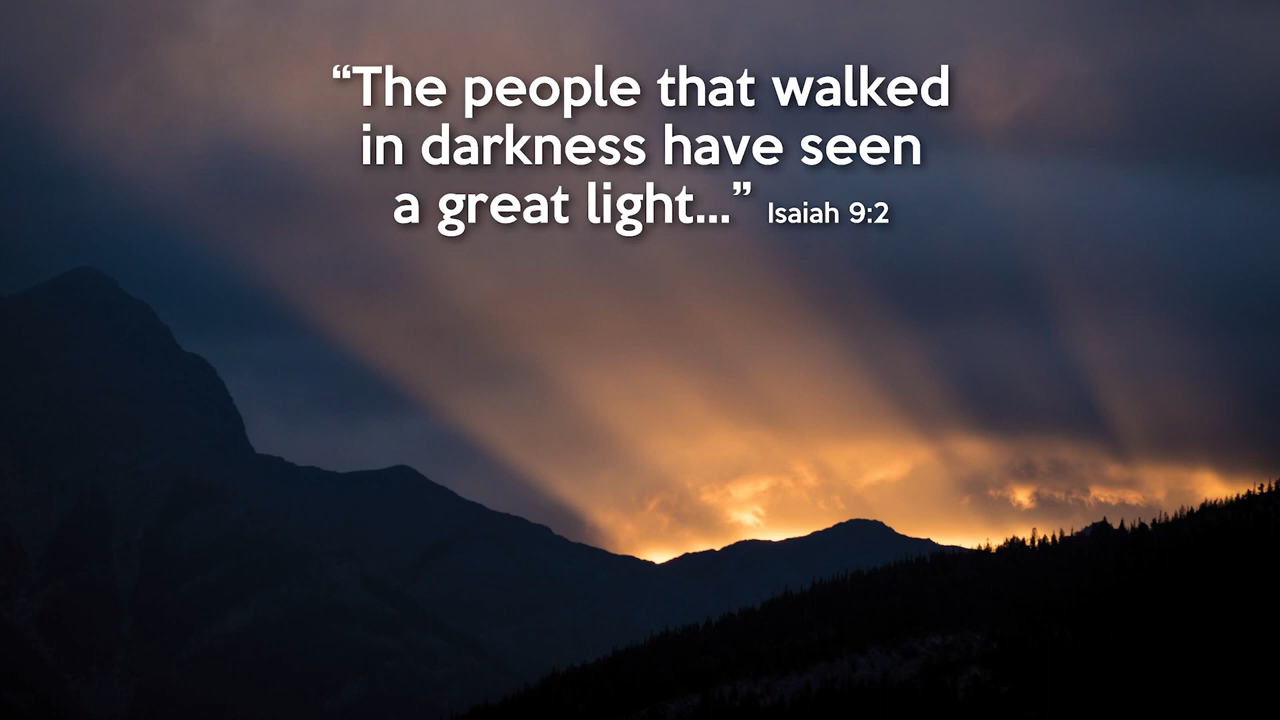 “The people that walked
in darkness have seen
a great light...” Isaiah 9:2